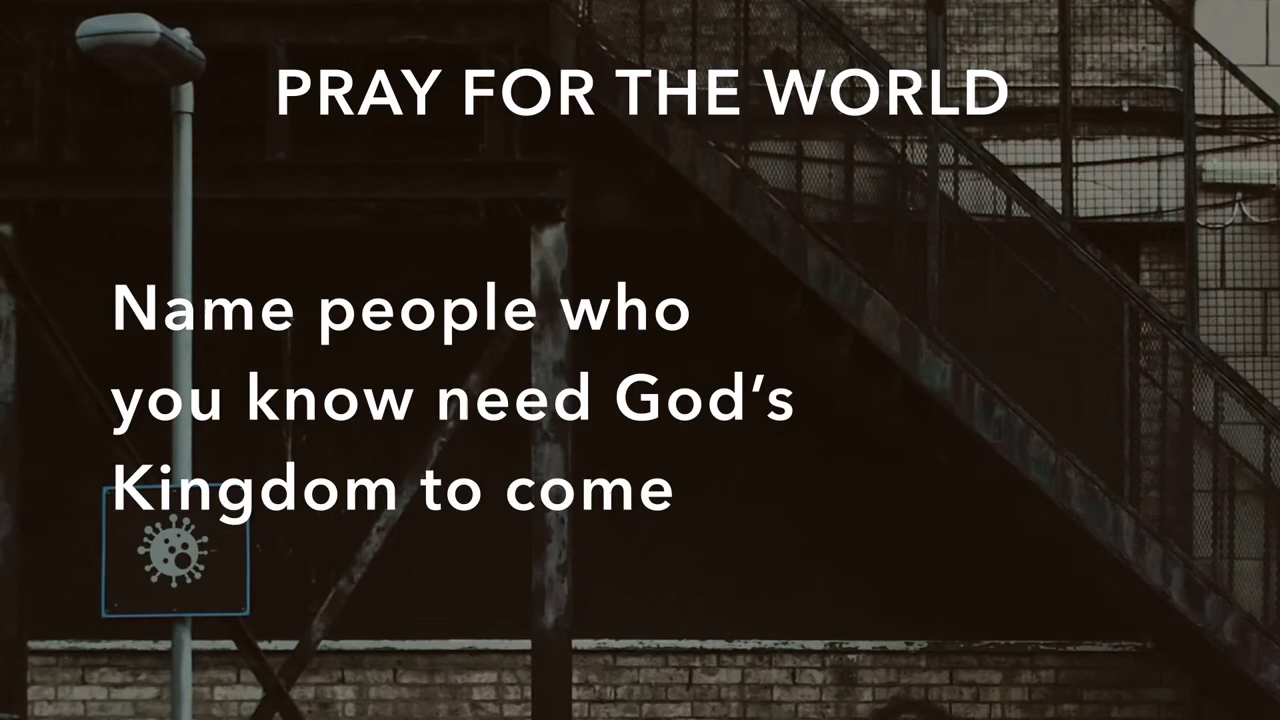 PRAY FOR THE WORLD
Name people who
you know need God’s
Kingdom to come